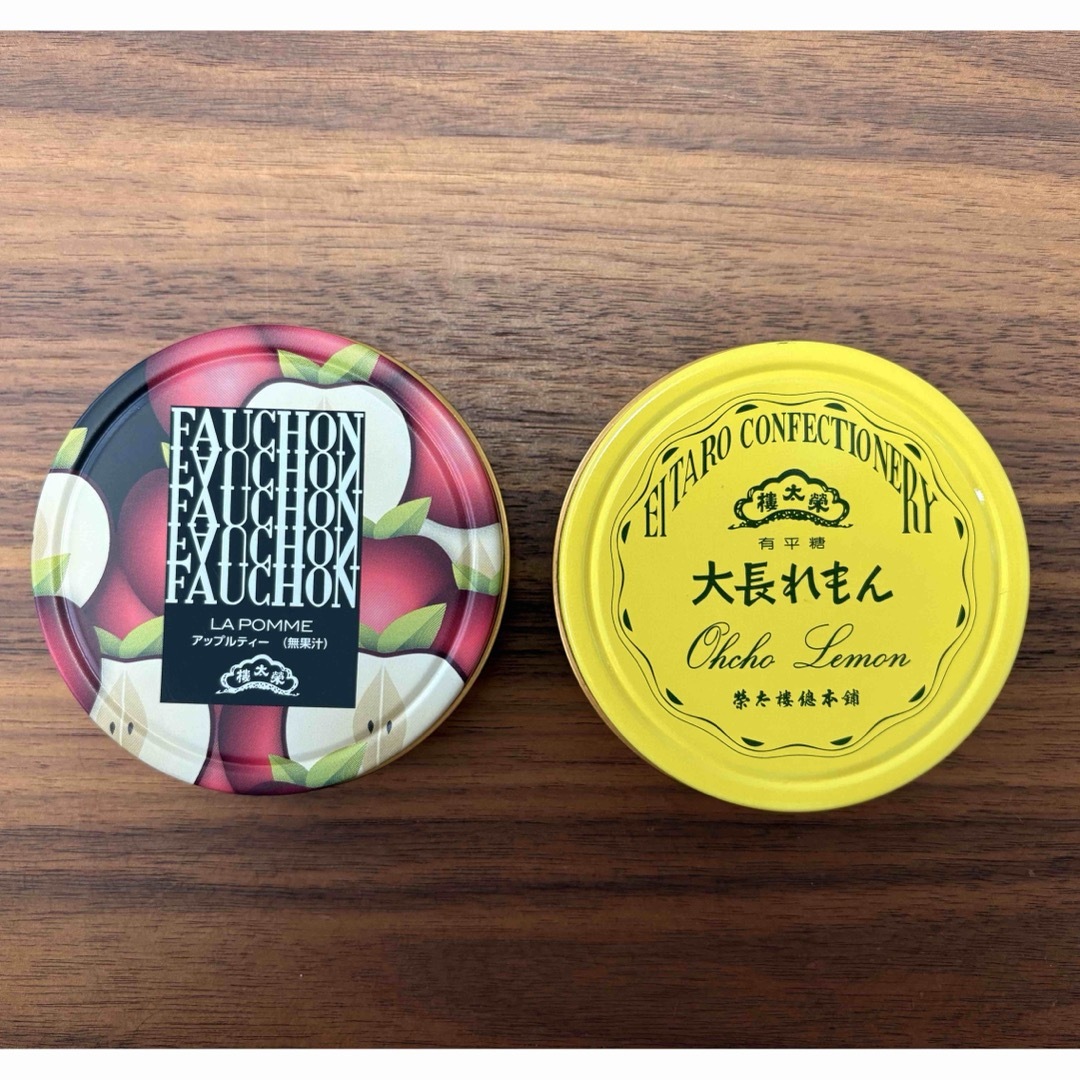 FAUCHON
FAUCHON
FAUCHON
FAUCHON
FAUCHON
LA POMME
アップルティー （無果汁）
樓太榮
EITARO CONFECTIONERY
樓太榮
有平糖
大長れもん
Ohcho Lemon
榮太樓總本鋪